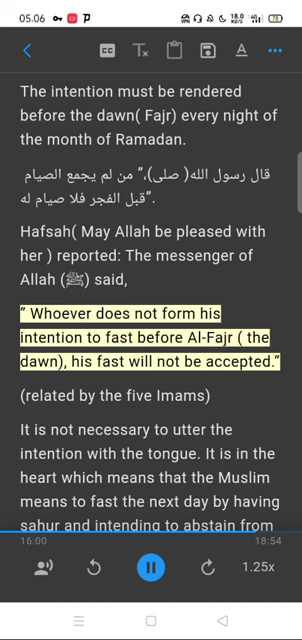 05.06
18.0 KB/S 4G 78
CC
The intention must be rendered
before the dawn( Fajr) every night of
the month of Ramadan.
قال رسول الله( صلى)،” من لم يجمع الصيام
قبل الفجر فلا صيام له”.
Hafsah( May Allah be pleased with
her ) reported: The messenger of
Allah (ﷺ) said,
” Whoever does not form his
intention to fast before Al-Fajr ( the
dawn), his fast will not be accepted.”
(related by the five Imams)
It is not necessary to utter the
intention with the tongue. It is in the
heart which means that the Muslim
means to fast the next day by having
sahur and intending to abstain from
16:00 18:54
1.25x